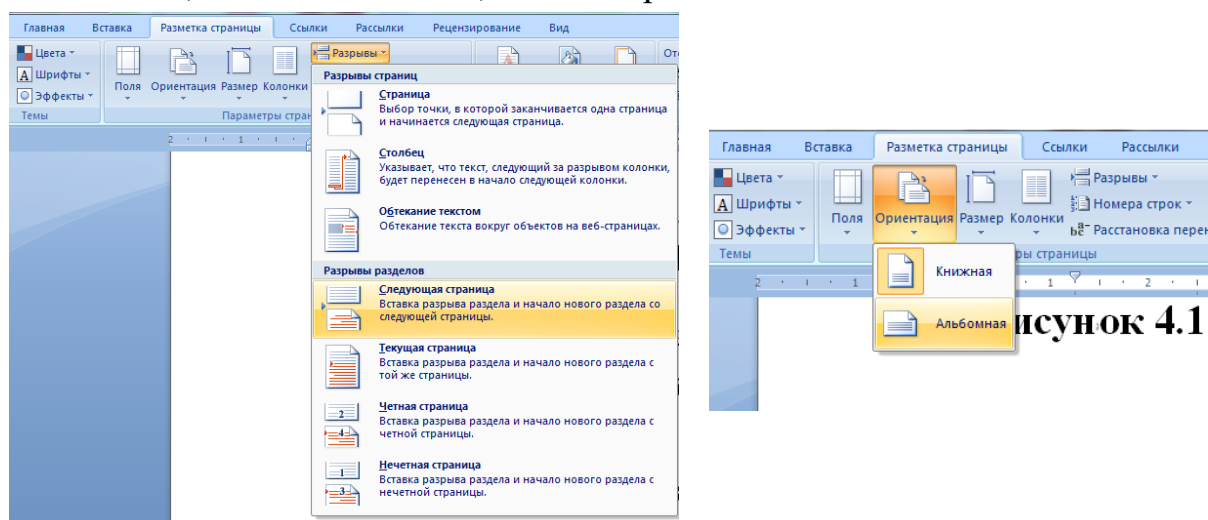 Главная Вставка Разметка страницы Ссылки Рассылки Рецензирование Вид
Цвета
Шрифты
Эффекты
Темы
Поля Ориентация Размер Колонки
Разрывы
Параметры стран
2 1
Разрывы страниц
Страница
Выбор точки, в которой заканчивается одна страница
и начинается следующая страница.
Столбец
Указывает, что текст, следующий за разрывом колонки,
будет перенесен в начало следующей колонки.
Обтекание текстом
Обтекание текста вокруг объектов на веб-страницах.
Разрывы разделов
Следующая страница
Вставка разрыва раздела и начало нового раздела со
следующей страницы.
Текущая страница
Вставка разрыва раздела и начало нового раздела с
той же страницы.
Четная страница
Вставка разрыва раздела и начало нового раздела с
четной страницы.
Нечетная страница
Вставка разрыва раздела и начало нового раздела с
нечетной страницы.
Главная Вставка Разметка страницы Ссылки Рассылки
Цвета
Шрифты
Эффекты
Темы
Поля Ориентация Размер Колонки
Разрывы
Номера строк
Расстановка перен
ры страницы
2 1 1 2
Книжная
Альбомная
исунок 4.1